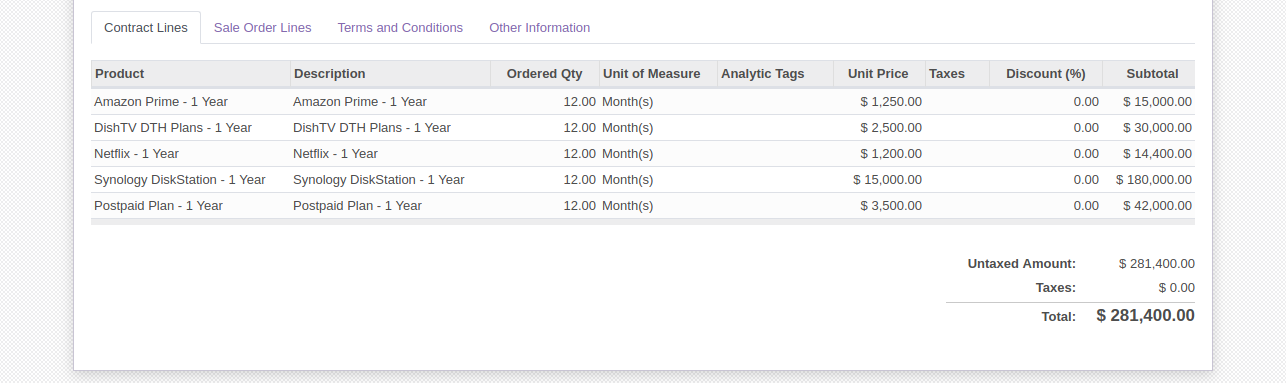 Contract Lines Sale Order Lines Terms and Conditions Other Information
Product Description Ordered Qty Unit of Measure Analytic Tags Unit Price Taxes Discount (%) Subtotal
Amazon Prime - 1 Year Amazon Prime - 1 Year 12.00 Month(s) $ 1,250.00 0.00 $ 15,000.00
DishTV DTH Plans - 1 Year DishTV DTH Plans - 1 Year 12.00 Month(s) $ 2,500.00 0.00 $ 30,000.00
Netflix - 1 Year Netflix - 1 Year 12.00 Month(s) $ 1,200.00 0.00 $ 14,400.00
Synology DiskStation - 1 Year Synology DiskStation - 1 Year 12.00 Month(s) $ 15,000.00 0.00 $ 180,000.00
Postpaid Plan - 1 Year Postpaid Plan - 1 Year 12.00 Month(s) $ 3,500.00 0.00 $ 42,000.00
Untaxed Amount: $ 281,400.00
Taxes: $ 0.00
Total: $ 281,400.00